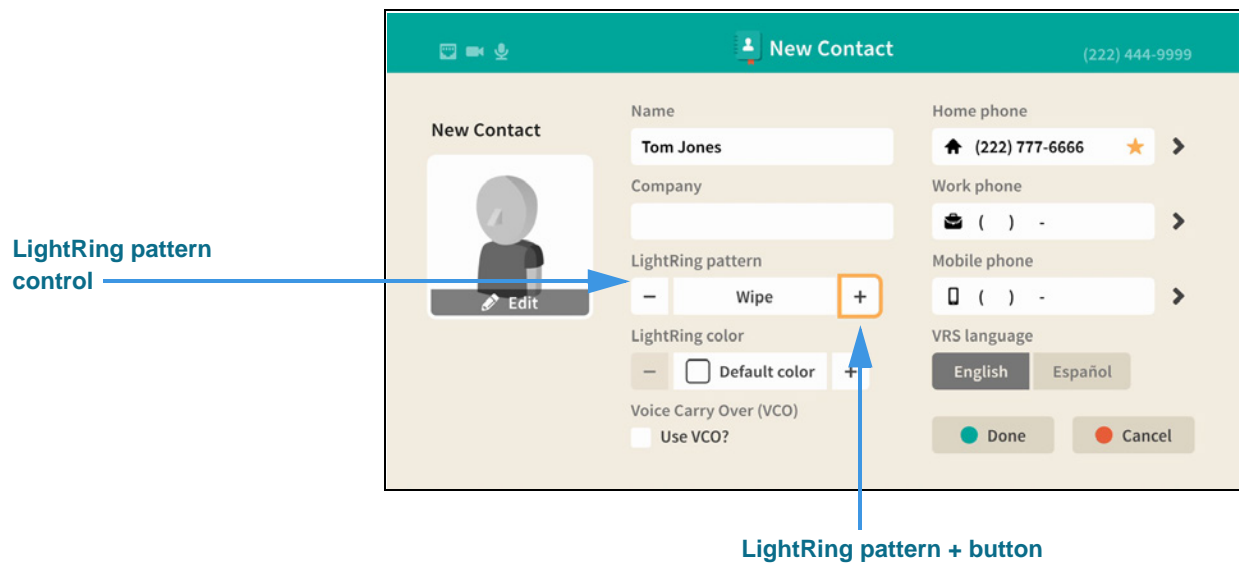 New Contact
(222) 444-9999
New Contact
Edit
Name
Tom Jones
Company
LightRing pattern
− Wipe +
LightRing color
− Default color +
Voice Carry Over (VCO)
Use VCO?
Home phone
(222) 777-6666
Work phone
( ) -
Mobile phone
( ) -
VRS language
English Español
Done Cancel
LightRing pattern
control
LightRing pattern + button